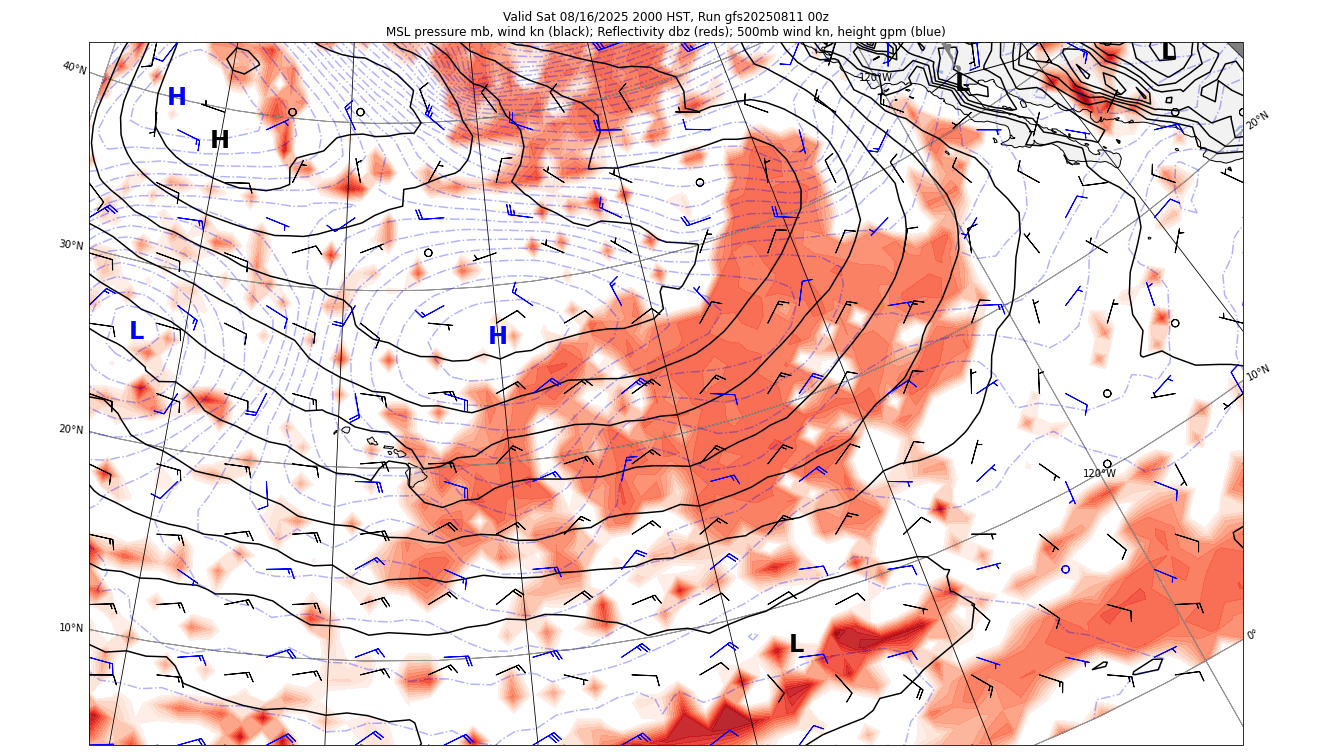 Valid Sat 08/16/2025 2000 HST, Run gfs20250811 00z
MSL pressure mb, wind kn (black); Reflectivity dbz (reds); 500mb wind kn, height gpm (blue)
L
40°N
120°W
L
H
20°N
H
30°N
L
H
10°N
20°N
120°W
10°N
0°
L